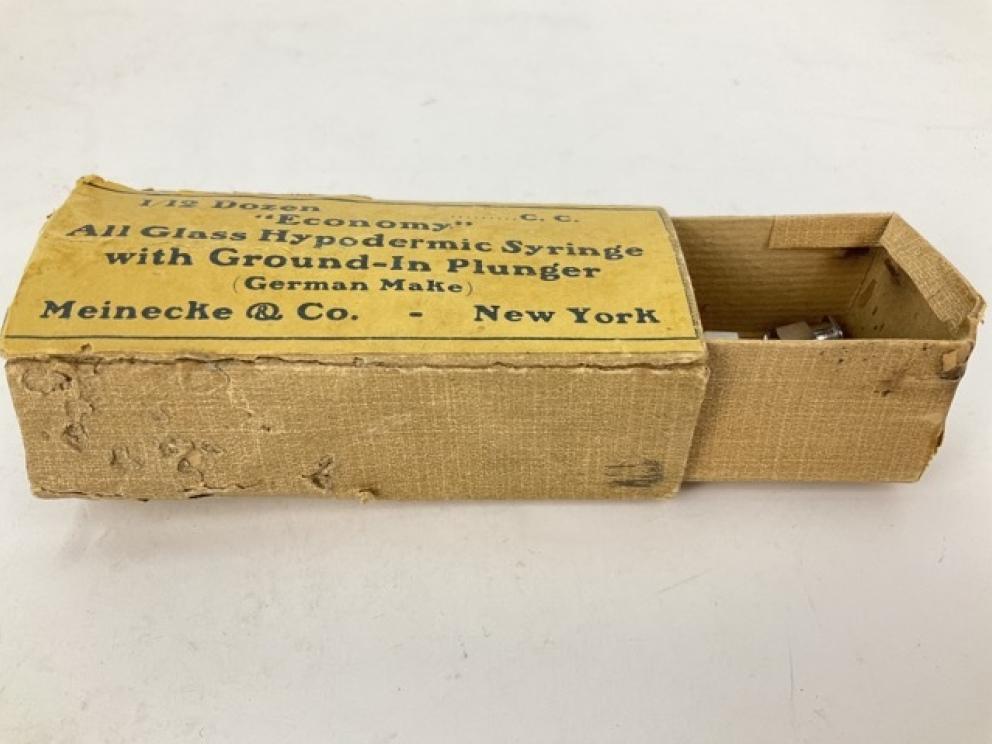 1/12 Dozen ........C. C.
"Economy"
All Glass Hypodermic Syringe
with Ground-In Plunger
(German Make)
Meinecke & Co. - New York